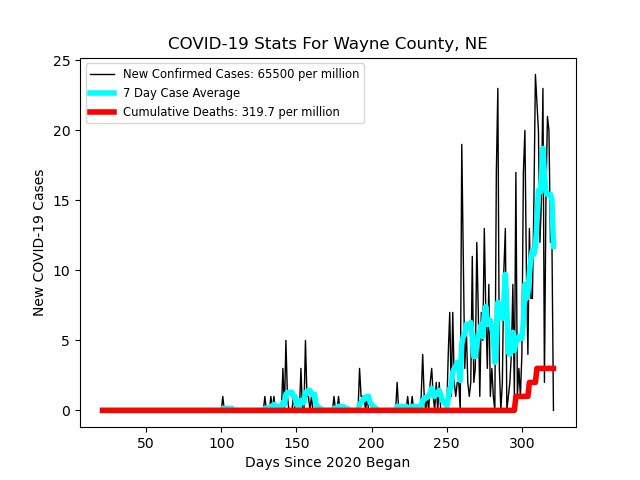 COVID-19 Stats For Wayne County, NE
New Confirmed Cases: 65500 per million
7 Day Case Average
Cumulative Deaths: 319.7 per million
New COVID-19 Cases
25
20
15
10
5
0
50 100 150 200 250 300
Days Since 2020 Began